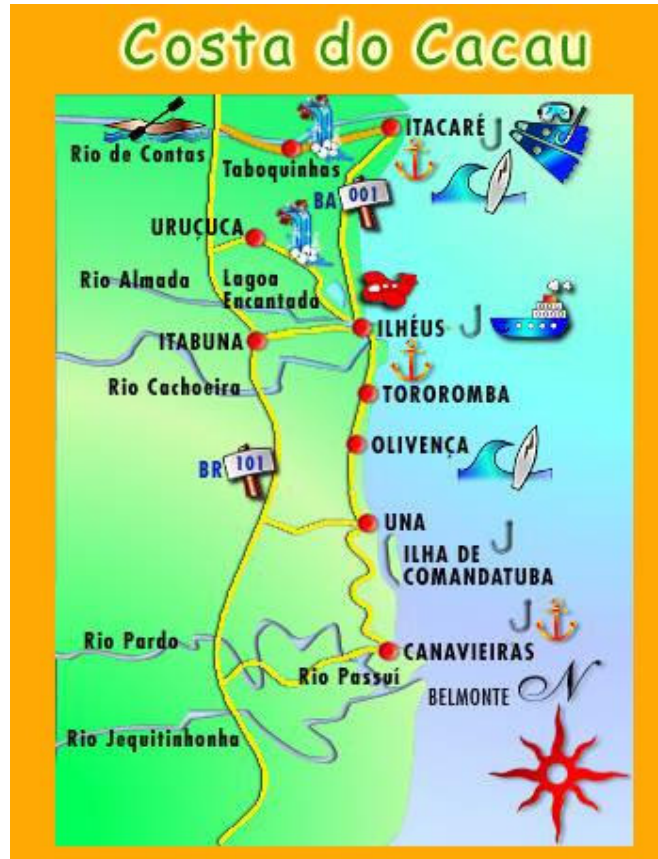 Costa do Cacau
ITACARÉ
Rio de Contas
Taboquinhas
BA 001
URUÇUCA
Rio Almada
Lagoa
Encantada
ILHÉUS
ITABUNA
Rio Cachoeira
TOROROMBA
OLIVENÇA
BR 101
UNA
ILHA DE
COMANDATUBA
Rio Pardo
CANAVIEIRAS
Rio Passuí
BELMONTE
N
Rio Jequitinhonha